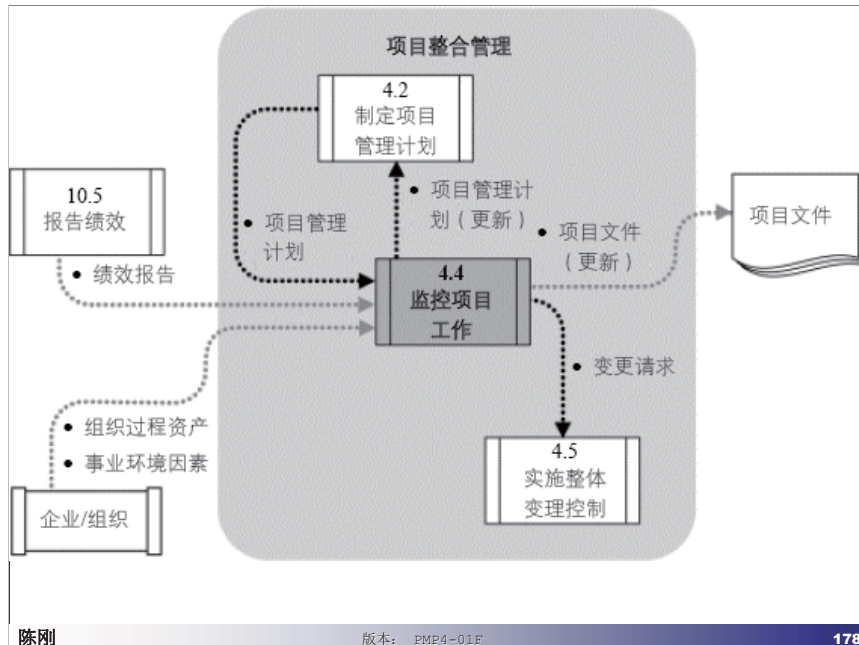 项目整合管理
4.2
制定项目
管理计划
10.5
报告绩效
• 项目管理
计划
• 项目管理计
划（更新）
• 项目文件
（更新）
项目文件
• 绩效报告
4.4
监控项目
工作
• 变更请求
• 组织过程资产
• 事业环境因素
企业/组织
4.5
实施整体
变理控制
陈刚
版本： PMP4-01F
178